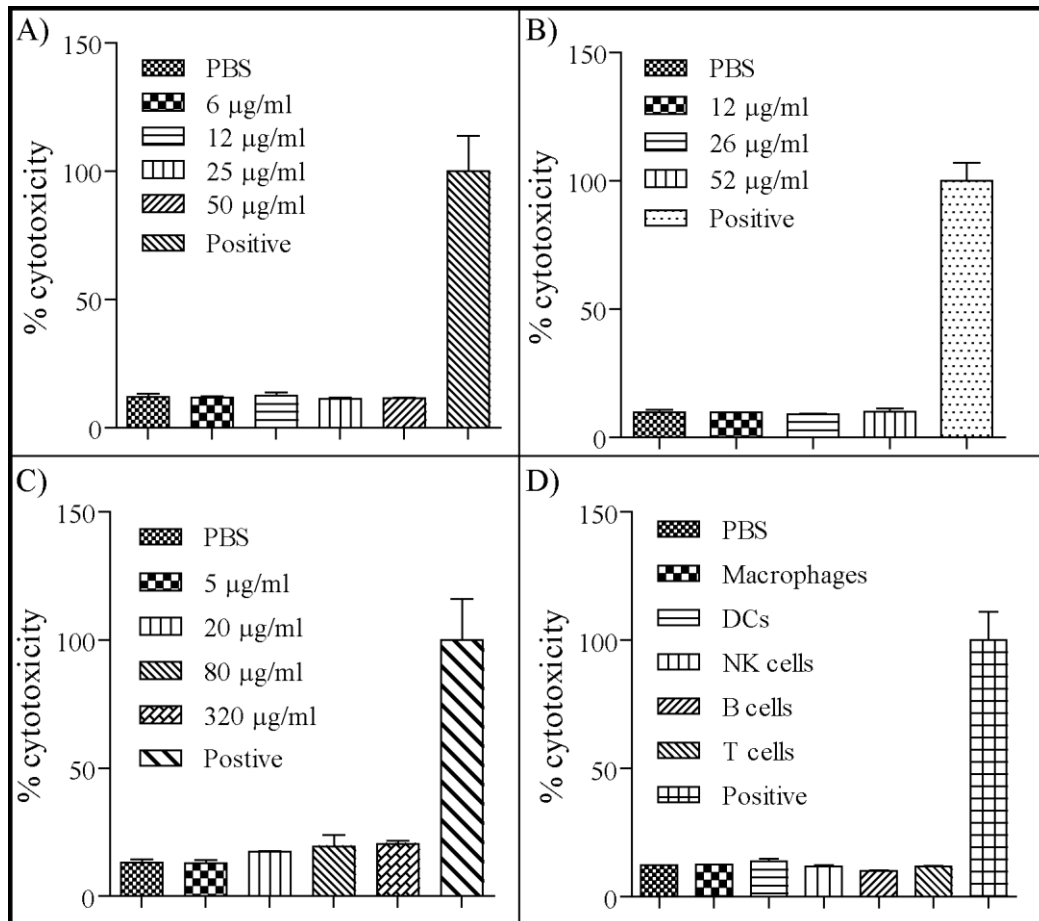 A)
150
100
50
0
% cytotoxicity
PBS
6 µg/ml
12 µg/ml
25 µg/ml
50 µg/ml
Positive
B)
150
100
50
0
% cytotoxicity
PBS
12 µg/ml
26 µg/ml
52 µg/ml
Positive
C)
150
100
50
0
% cytotoxicity
PBS
5 µg/ml
20 µg/ml
80 µg/ml
320 µg/ml
Postive
D)
150
100
50
0
% cytotoxicity
PBS
Macrophages
DCs
NK cells
B cells
T cells
Positive